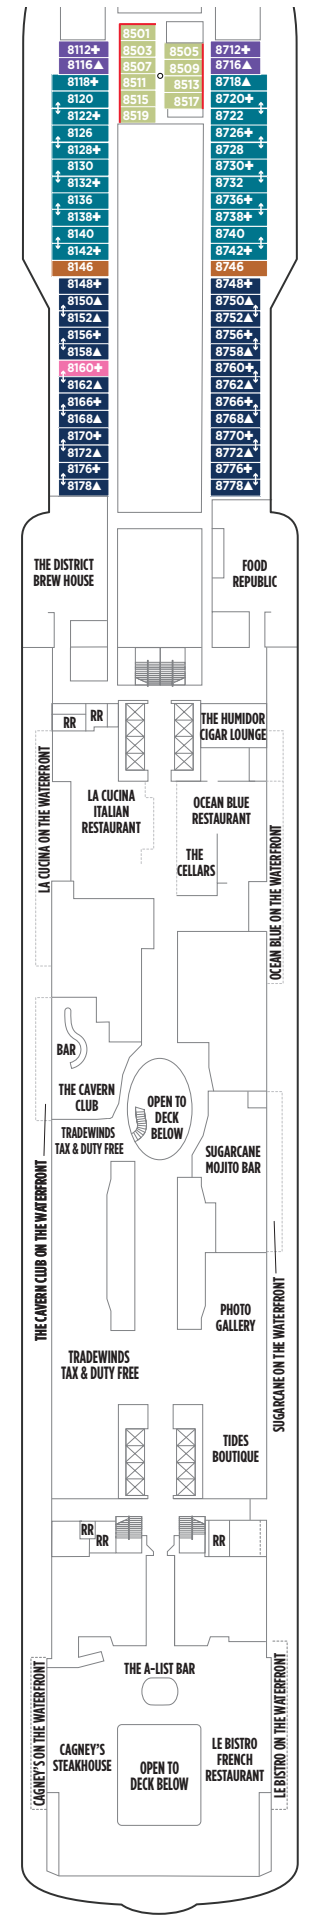 8501
8503
8507
8511
8515
8519
8505
8509
8513
8517
8112✚
8116▲
8118✚
8120
8122✚
8126
8128✚
8130
8132✚
8136
8138✚
8140
8142✚
8146
8148✚
8150▲
8152▲
8156✚
8158▲
8160✚
8162▲
8166✚
8168▲
8170✚
8172▲
8176✚
8178▲
8712✚
8716▲
8718▲
8720✚
8722
8726✚
8728
8730✚
8732
8736✚
8738✚
8740
8742✚
8746
8748✚
8750▲
8752▲
8756✚
8758▲
8760✚
8762▲
8766✚
8768▲
8770✚
8772▲
8776✚
8778▲
THE DISTRICT
BREW HOUSE
FOOD
REPUBLIC
RR
RR
THE HUMIDOR
CIGAR LOUNGE
LA CUCINA ON THE WATERFRONT
LA CUCINA
ITALIAN
RESTAURANT
OCEAN BLUE
RESTAURANT
THE
CELLARS
OCEAN BLUE ON THE WATERFRONT
BAR
THE CAVERN
CLUB
OPEN TO
DECK
BELOW
TRADEWINDS
TAX & DUTY FREE
SUGARCANE
MOJITO BAR
THE CAVERN CLUB ON THE WATERFRONT
SUGARCANE ON THE WATERFRONT
PHOTO
GALLERY
TRADEWINDS
TAX & DUTY FREE
TIDES
BOUTIQUE
RR
RR
RR
THE A-LIST BAR
CAGNEY'S ON THE WATERFRONT
CAGNEY'S
STEAKHOUSE
OPEN TO
DECK BELOW
LE BISTRO
FRENCH
RESTAURANT
LE BISTRO ON THE WATERFRONT